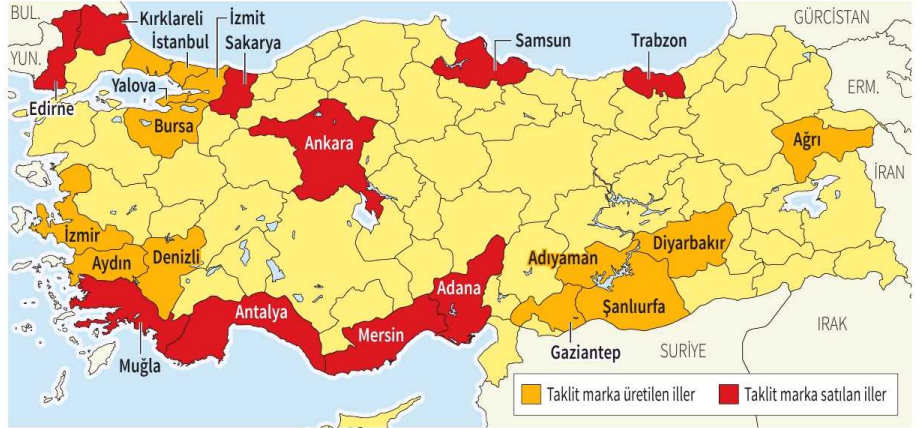 BUL.
YUN.
Kırklareli
İstanbul
İzmit
Sakarya
Yalova
Edirne
Bursa
Samsun
Trabzon
GÜRCİSTAN
ERM.
Ankara
Ağrı
İRAN
İzmir
Aydın
Denizli
Muğla
Antalya
Mersin
Adana
Adıyaman
Diyarbakır
Şanlıurfa
Gaziantep
SURİYE
IRAK
Taklit marka üretilen iller
Taklit marka satılan iller